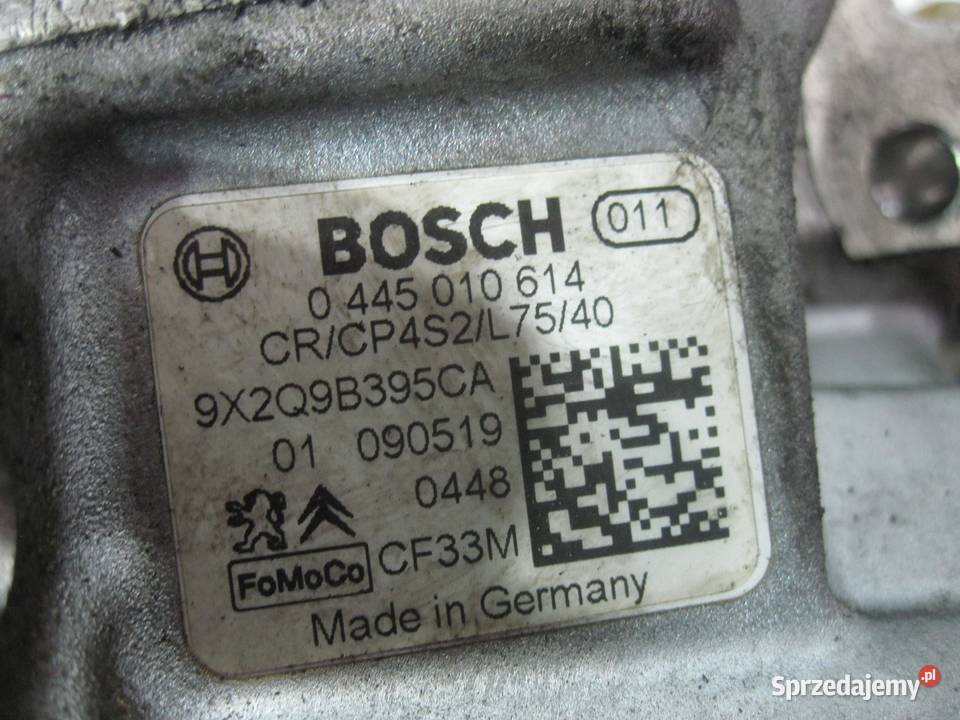 BOSCH 011
0 445 010 614
CR/CP4S2/L75/40
9X2Q9B395CA
01 090519
0448
FoMoCo CF33M
Made in Germany
Sprzedajemy.pl